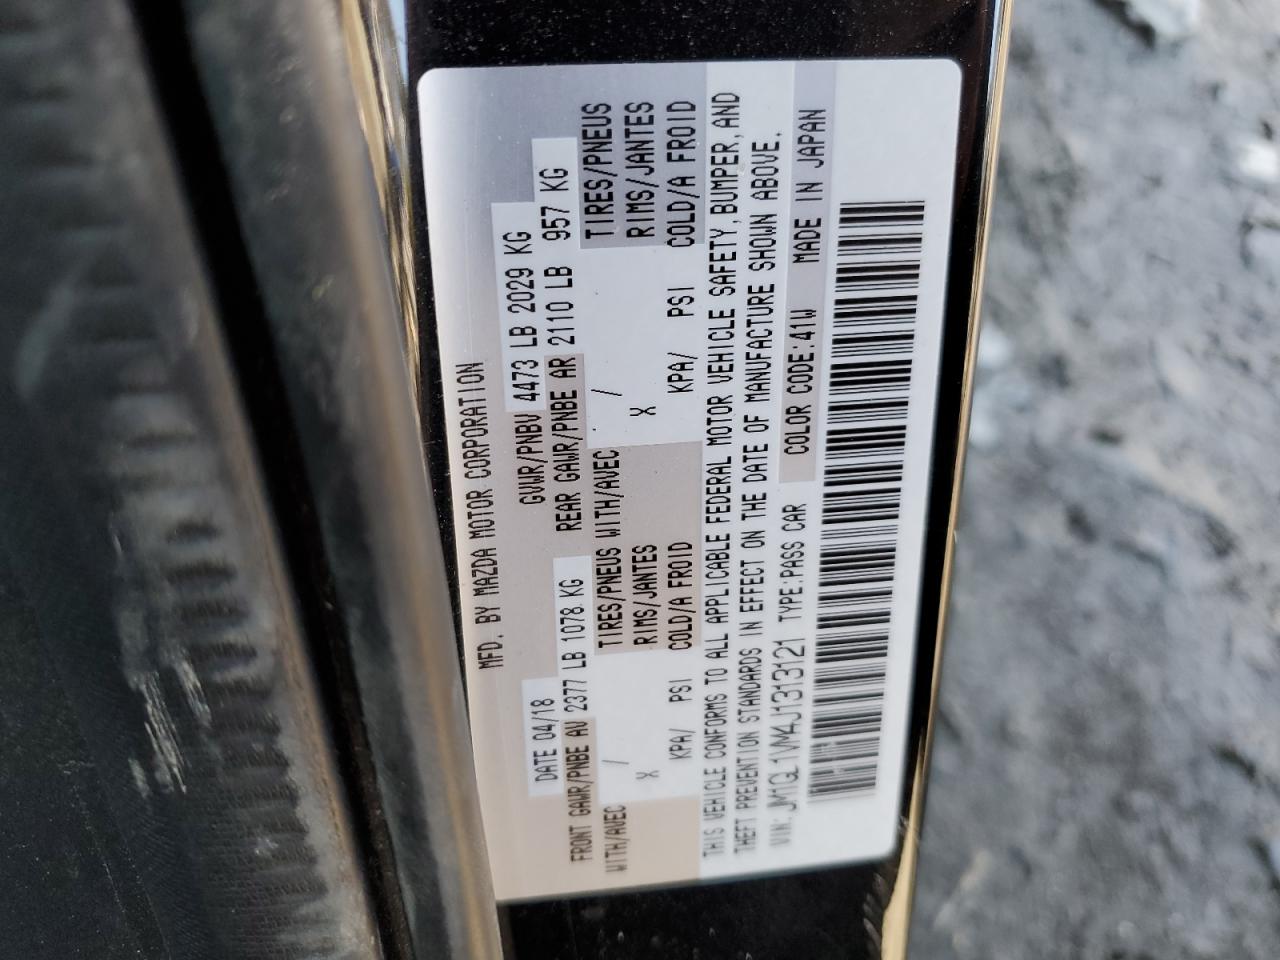 MFD. BY MAZDA MOTOR CORPORATION
DATE 04/18 GVWR/PNBV 4473 LB 2029 KG
FRONT GAWR/PNBE AV 2377 LB 1078 KG REAR GAWR/PNBE AR 2110 LB 957 KG
WITH/AVEC / TIRES/PNEUS WITH/AVEC / TIRES/PNEUS
X RIMS/JANTES X RIMS/JANTES
KPA/ PSI COLD/A FROID KPA/ PSI COLD/A FROID
THIS VEHICLE CONFORMS TO ALL APPLICABLE FEDERAL MOTOR VEHICLE SAFETY, BUMPER, AND
THEFT PREVENTION STANDARDS IN EFFECT ON THE DATE OF MANUFACTURE SHOWN ABOVE.
VIN: JM1GL1VM4J1313121 TYPE:PASS CAR COLOR CODE:41W MADE IN JAPAN